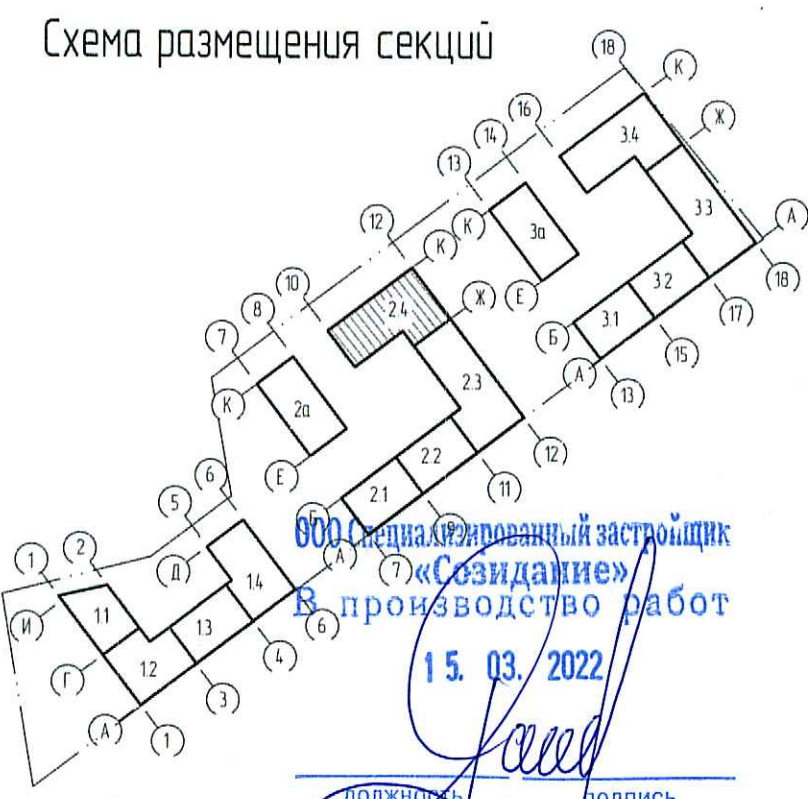 Схема размещения секций
18
К
16
Ж
14
3.4
13
3.3
К
3а
А
12
К
18
Е
3.2
10
2.4
Ж
17
8
Б
3.1
7
15
2.3
А
К
2а
13
12
Е
2.2
6
2.1
11
5
Б
9
Д
А
7
1
2
1.4
6
1.1
И
1.3
4
Г
1.2
3
А
1
ООО Специализированный застройщик
«Созидание»
В производство работ
15. 03. 2022
должность
подпись